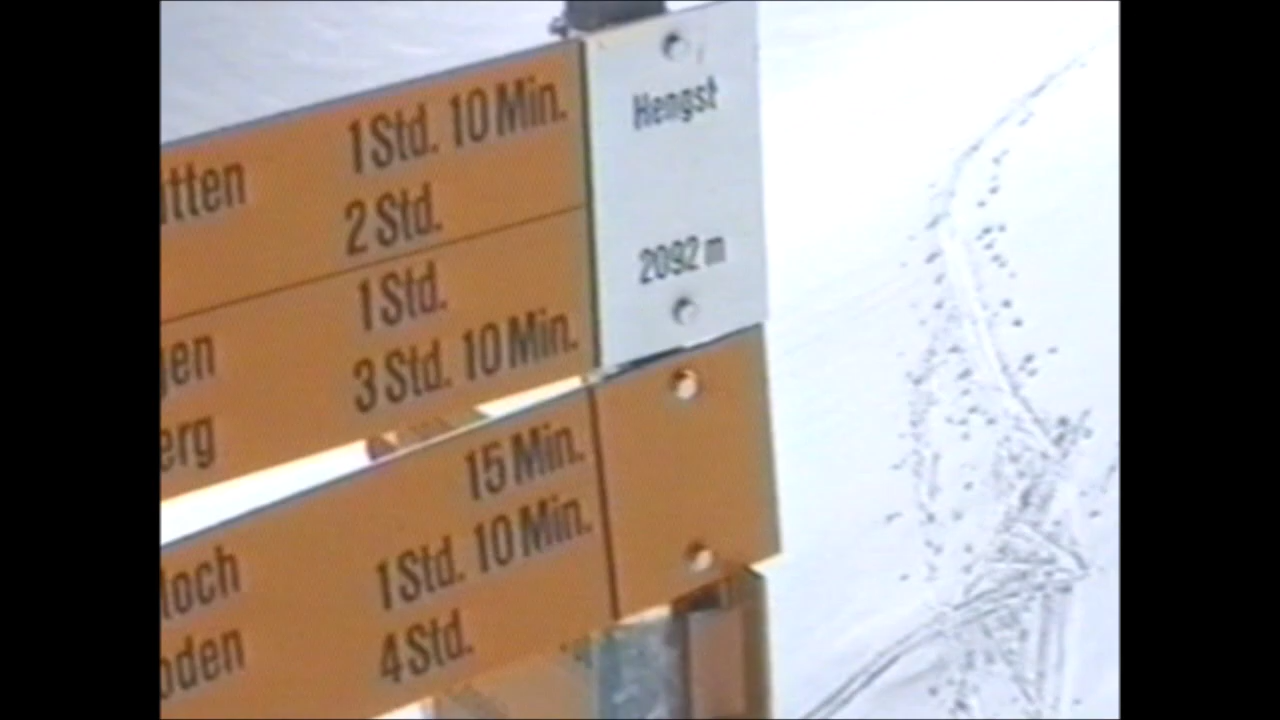 Hengst
2092 m
tten 1 Std. 10 Min.
2 Std.
gen 1 Std.
erg 3 Std. 10 Min.
15 Min.
loch 1 Std. 10 Min.
oden 4 Std.